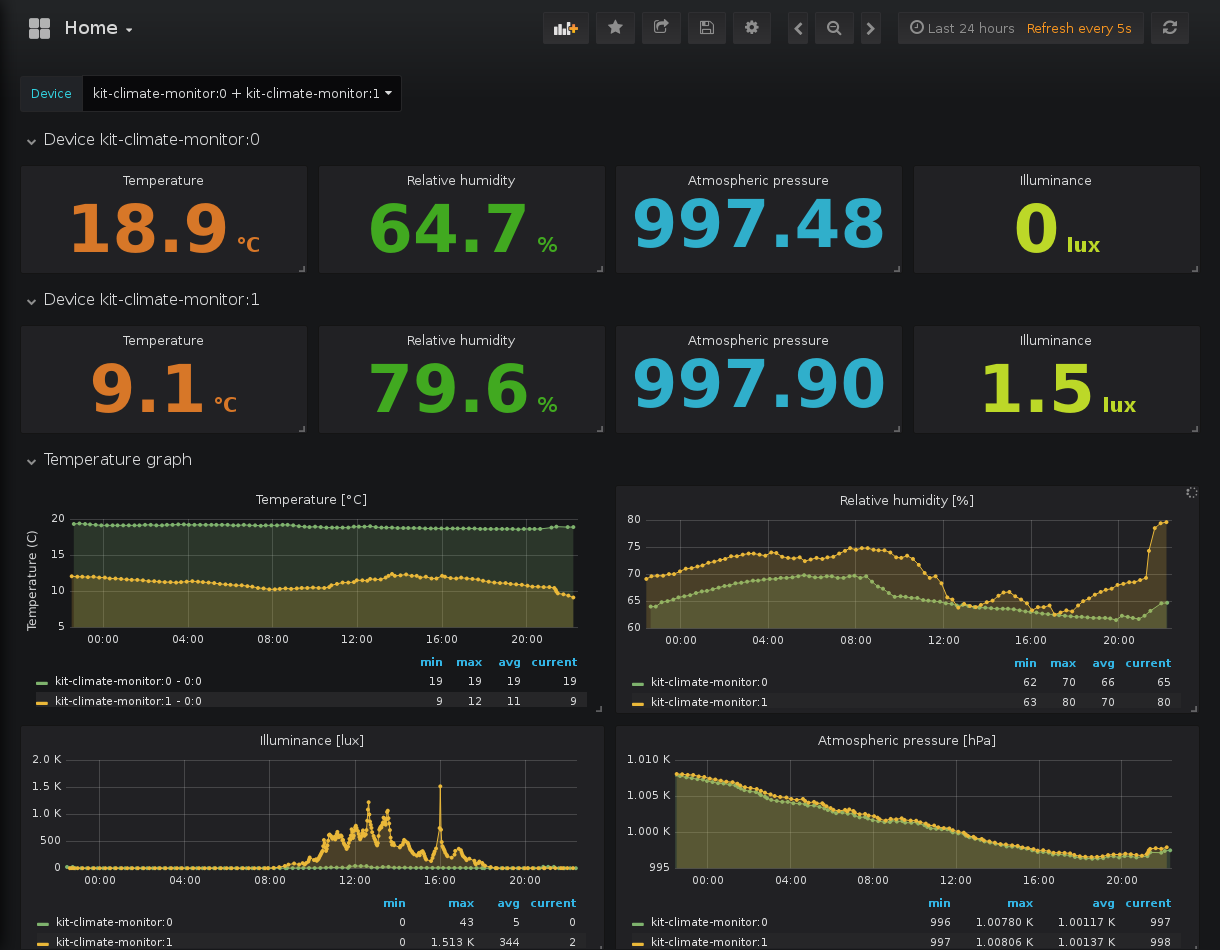 Home
Last 24 hours Refresh every 5s
Device kit-climate-monitor:0 + kit-climate-monitor:1
Device kit-climate-monitor:0
Temperature Relative humidity Atmospheric pressure Illuminance
18.9 °C 64.7 % 997.48 0 lux
Device kit-climate-monitor:1
Temperature Relative humidity Atmospheric pressure Illuminance
9.1 °C 79.6 % 997.90 1.5 lux
Temperature graph
Temperature [°C]
Temperature (C)
20
15
10
5
00:00 04:00 08:00 12:00 16:00 20:00
min max avg current
kit-climate-monitor:0 - 0:0 19 19 19 19
kit-climate-monitor:1 - 0:0 9 12 11 9
Relative humidity [%]
80
75
70
65
60
00:00 04:00 08:00 12:00 16:00 20:00
min max avg current
kit-climate-monitor:0 62 70 66 65
kit-climate-monitor:1 63 80 70 80
Illuminance [lux]
2.0 K
1.5 K
1.0 K
500
0
00:00 04:00 08:00 12:00 16:00 20:00
min max avg current
kit-climate-monitor:0 0 43 5 0
kit-climate-monitor:1 0 1.513 K 344 2
Atmospheric pressure [hPa]
1.010 K
1.005 K
1.000 K
995
00:00 04:00 08:00 12:00 16:00 20:00
min max avg current
kit-climate-monitor:0 996 1.00780 K 1.00117 K 997
kit-climate-monitor:1 997 1.00806 K 1.00137 K 998